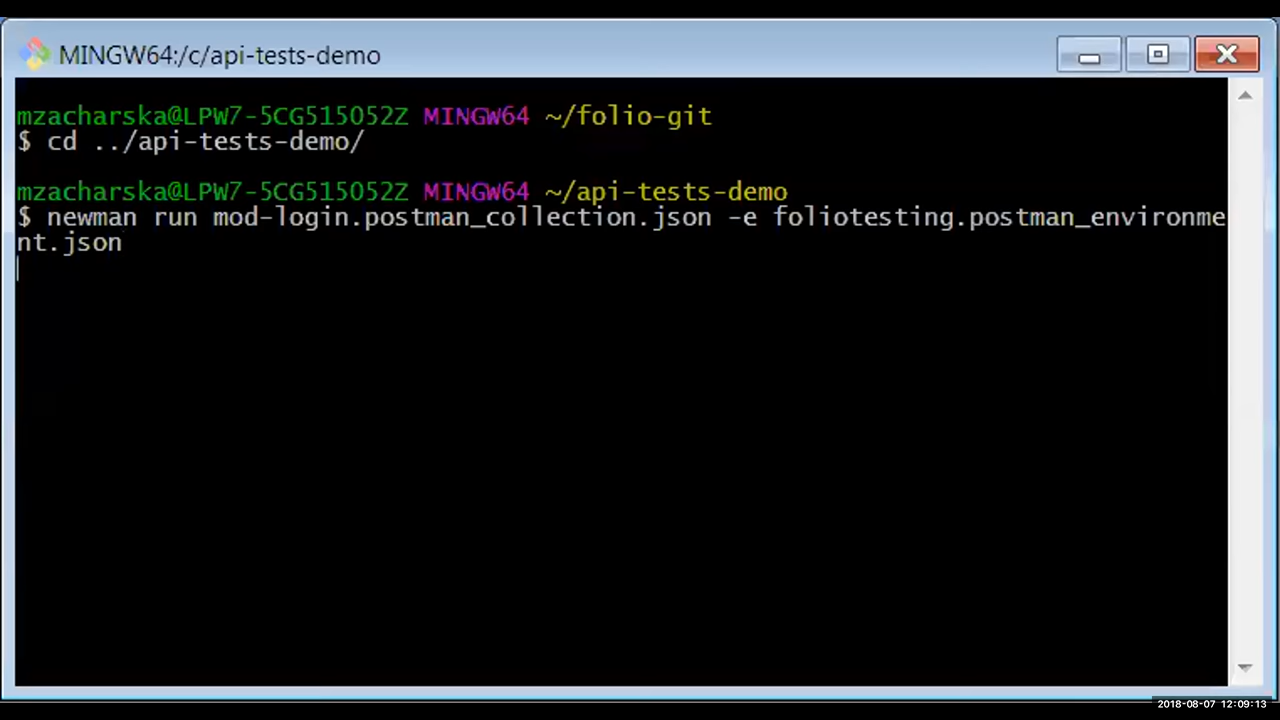 MINGW64:/c/api-tests-demo
mzacharska@LPW7-5CG515052Z MINGW64 ~/folio-git
$ cd ../api-tests-demo/
mzacharska@LPW7-5CG515052Z MINGW64 ~/api-tests-demo
$ newman run mod-login.postman_collection.json -e foliotesting.postman_environme
nt.json
2018-08-07 12:09:13